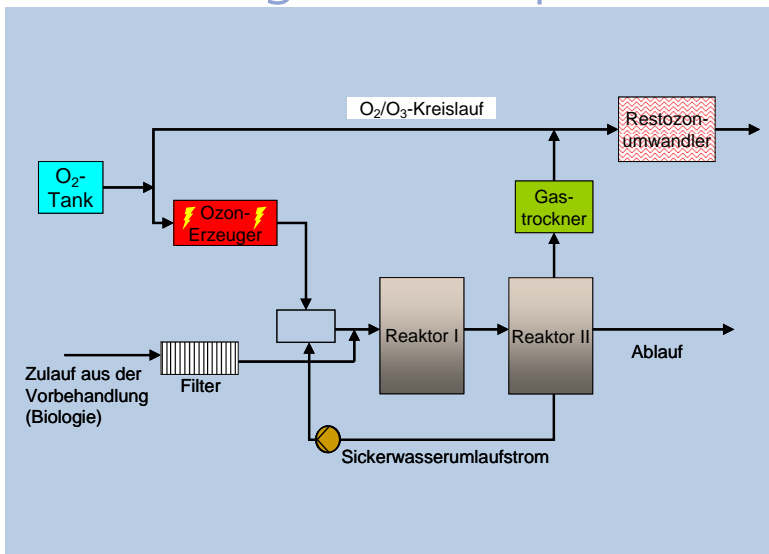 O₂/O₃-Kreislauf
Restozon-
umwandler
O₂-
Tank
Gas-
trockner
Ozon-
Erzeuger
Reaktor I
Reaktor II
Ablauf
Zulauf aus der
Vorbehandlung
(Biologie)
Filter
Sickerwasserumlaufstrom